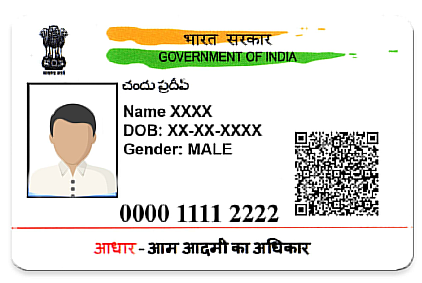 भारत सरकार
GOVERNMENT OF INDIA
చందు ప్రదీప్
Name XXXX
DOB: XX-XX-XXXX
Gender: MALE
0000 1111 2222
आधार - आम आदमी का अधिकार